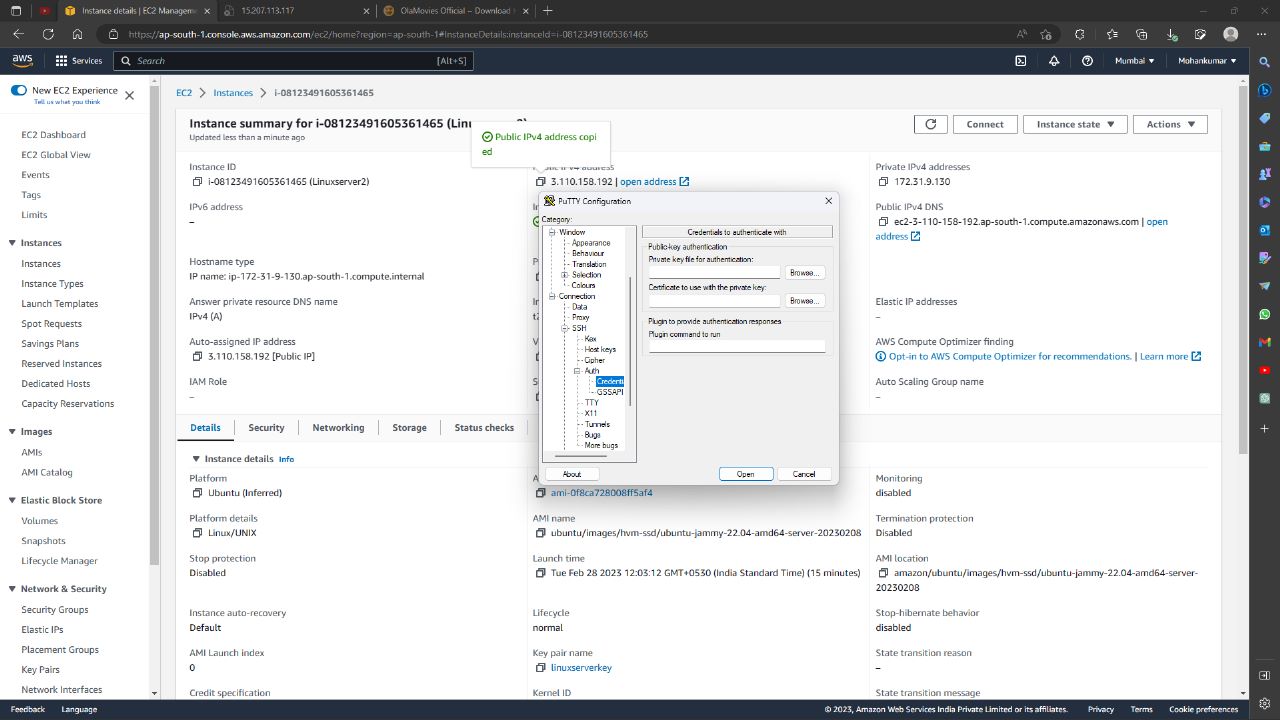 Instance details | EC2 Managem
15.207.113.117
OlaMovies Official ~ Download H
https://ap-south-1.console.aws.amazon.com/ec2/home?region=ap-south-1#InstanceDetails:instanceId=i-08123491605361465
aws
Services
Search
[Alt+S]
Mumbai
Mohankumar
New EC2 Experience
Tell us what you think
EC2 Dashboard
EC2 Global View
Events
Tags
Limits
Instances
Instances
Instance Types
Launch Templates
Spot Requests
Savings Plans
Reserved Instances
Dedicated Hosts
Capacity Reservations
Images
AMIs
AMI Catalog
Elastic Block Store
Volumes
Snapshots
Lifecycle Manager
Network & Security
Security Groups
Elastic IPs
Placement Groups
Key Pairs
Network Interfaces
EC2
Instances
i-08123491605361465
Instance summary for i-08123491605361465 (Linu
Updated less than a minute ago
Connect
Instance state
Actions
Public IPv4 address copi
ed
Instance ID
i-08123491605361465 (Linuxserver2)
IPv6 address
–
Hostname type
IP name: ip-172-31-9-130.ap-south-1.compute.internal
Answer private resource DNS name
IPv4 (A)
Auto-assigned IP address
3.110.158.192 [Public IP]
IAM Role
–
3.110.158.192 | open address
Private IPv4 addresses
172.31.9.130
Public IPv4 DNS
ec2-3-110-158-192.ap-south-1.compute.amazonaws.com | open
address
Elastic IP addresses
–
AWS Compute Optimizer finding
Opt-in to AWS Compute Optimizer for recommendations. | Learn more
Auto Scaling Group name
–
PuTTY Configuration
Category:
Window
Appearance
Behaviour
Translation
Selection
Colours
Connection
Data
Proxy
SSH
Kex
Host keys
Cipher
Auth
Credenti
GSSAPI
TTY
X11
Tunnels
Bugs
More bugs
Credentials to authenticate with
Public-key authentication
Private key file for authentication:
Browse...
Certificate to use with the private key:
Browse...
Plugin to provide authentication responses
Plugin command to run
About
Open
Cancel
Details
Security
Networking
Storage
Status checks
Instance details
Info
Platform
Ubuntu (Inferred)
Platform details
Linux/UNIX
Stop protection
Disabled
Instance auto-recovery
Default
AMI Launch index
0
Credit specification
ami-0f8ca728008ff5af4
AMI name
ubuntu/images/hvm-ssd/ubuntu-jammy-22.04-amd64-server-20230208
Launch time
Tue Feb 28 2023 12:03:12 GMT+0530 (India Standard Time) (15 minutes)
Lifecycle
normal
Key pair name
linuxserverkey
Kernel ID
Monitoring
disabled
Termination protection
Disabled
AMI location
amazon/ubuntu/images/hvm-ssd/ubuntu-jammy-22.04-amd64-server-
20230208
Stop-hibernate behavior
disabled
State transition reason
–
State transition message
Feedback
Language
© 2023, Amazon Web Services India Private Limited or its affiliates.
Privacy
Terms
Cookie preferences